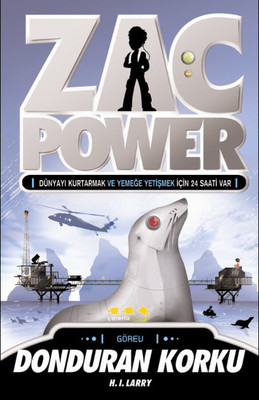 ZAC
POWER
DÜNYAYI KURTARMAK VE YEMEĞE YETİŞMEK İÇİN 24 SAATİ VAR
GÖREV
DONDURAN KORKU
H. I. LARRY